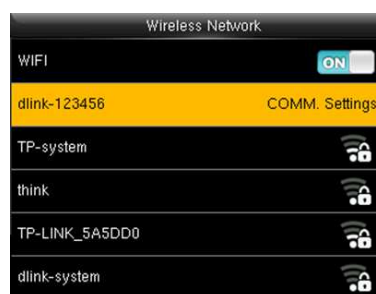 Wireless Network
WIFI ON
dlink-123456 COMM. Settings
TP-system
think
TP-LINK_5A5DD0
dlink-system